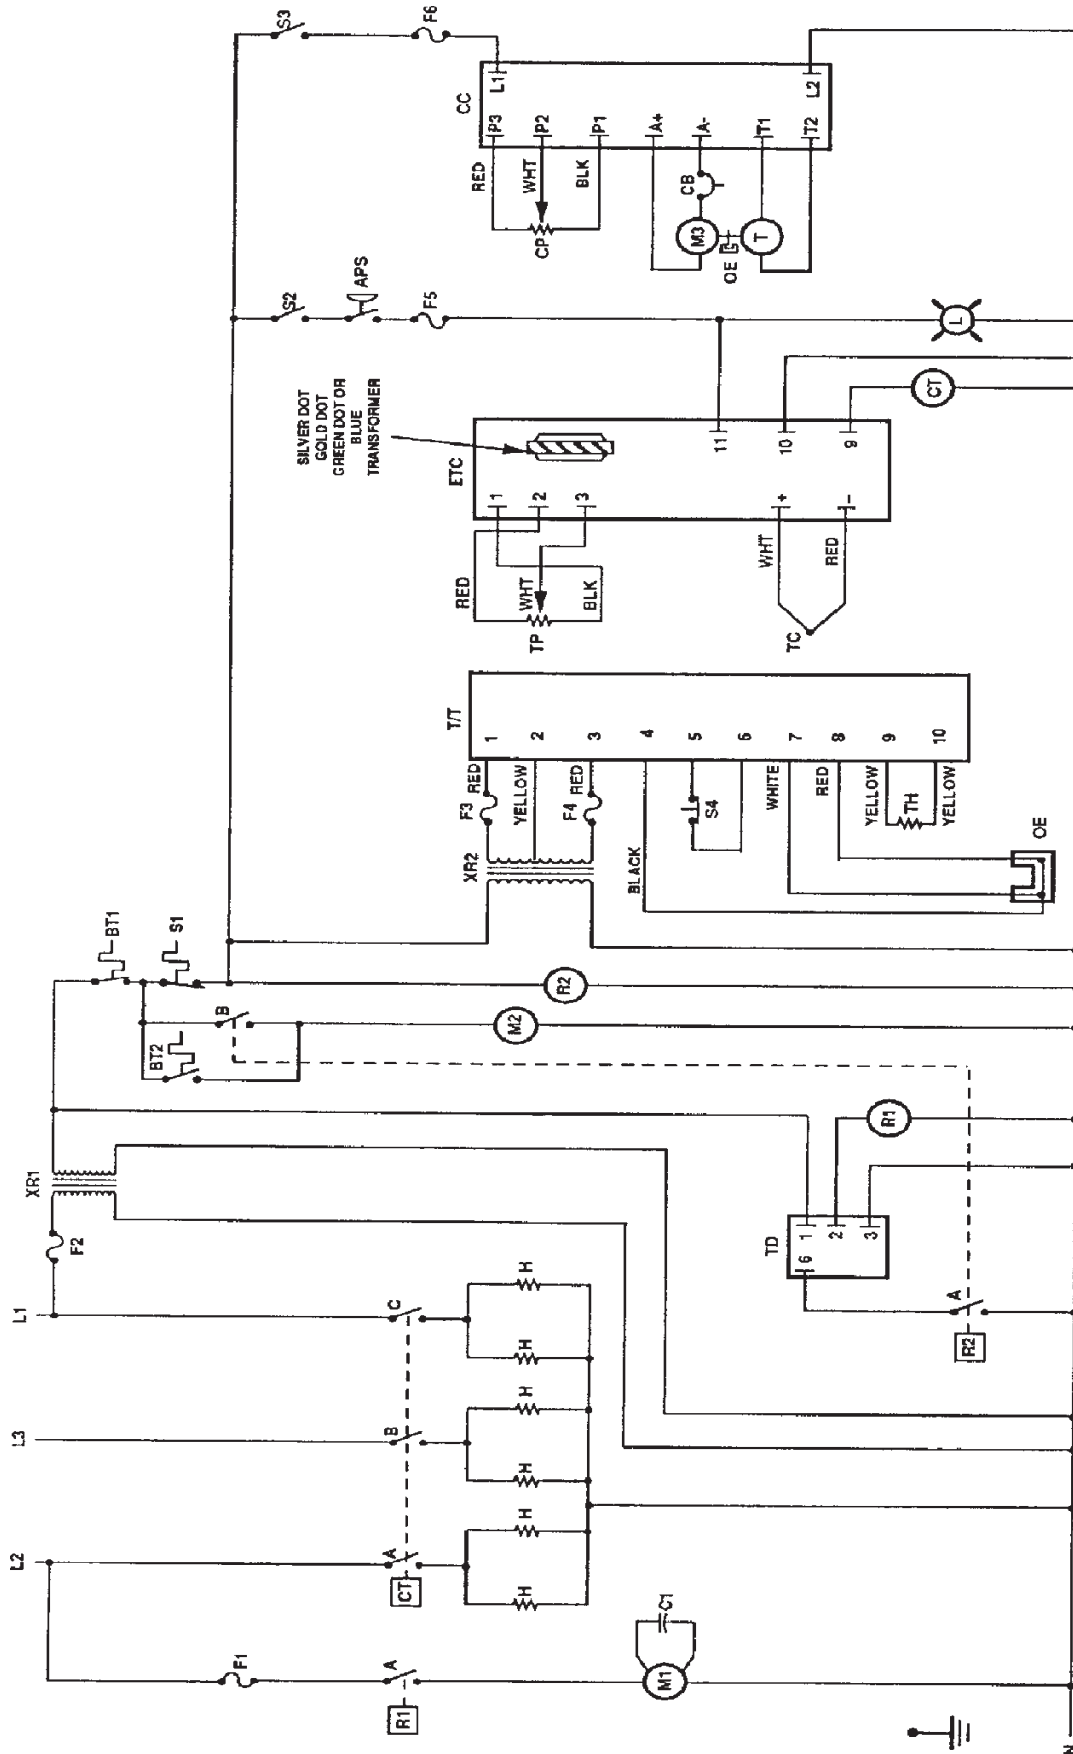 L2
L3
L1
F1
R1
A
M1
C1
CT
A
B
C
H
H
H
H
H
H
F2
XR1
BT2
B
BT1
S1
M2
R2
TD
6
1
2
3
R1
R2
A
N
XR2
F3
RED
YELLOW
F4
RED
BLACK
S4
WHITE
RED
YELLOW
TH
YELLOW
OE
T/T
1
2
3
4
5
6
7
8
9
10
SILVER DOT
GOLD DOT
GREEN DOT OR
BLUE
TRANSFORMER
ETC
1
2
3
+
-
11
10
9
RED
WHT
BLK
TP
WHT
RED
TC
CT
L
S2
APS
F5
S3
F6
CC
L1
P3
P2
P1
A+
A-
T1
T2
L2
RED
WHT
BLK
CP
CB
M3
OE
T